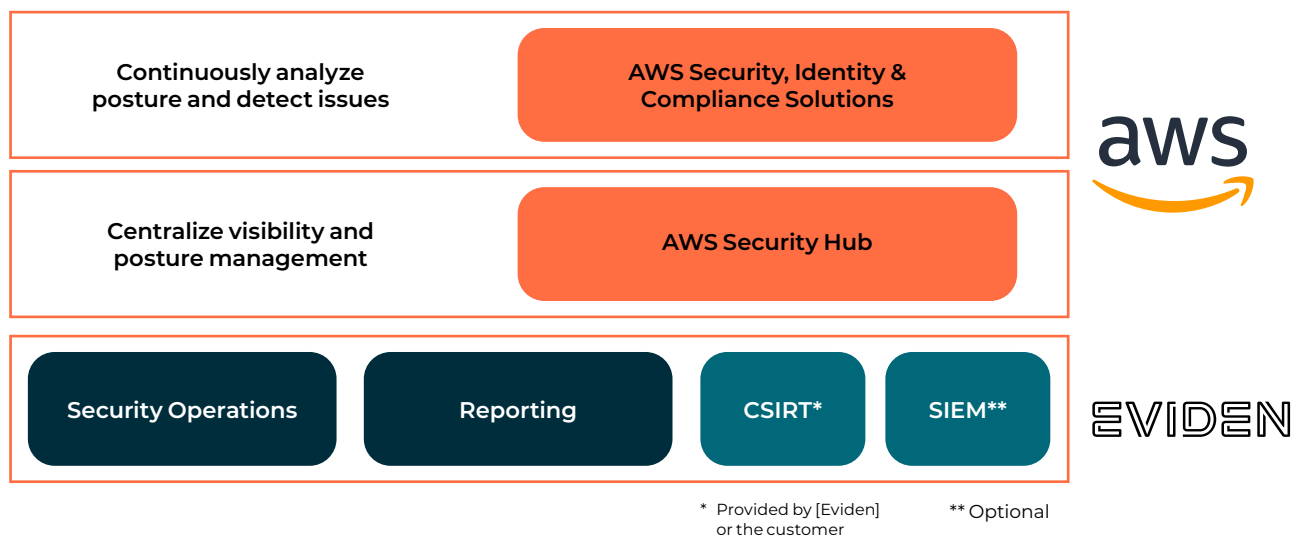 Continuously analyze
posture and detect issues
AWS Security, Identity &
Compliance Solutions
aws
Centralize visibility and
posture management
AWS Security Hub
Security Operations
Reporting
CSIRT*
SIEM**
EVIDEN
* Provided by [Eviden]
or the customer
** Optional